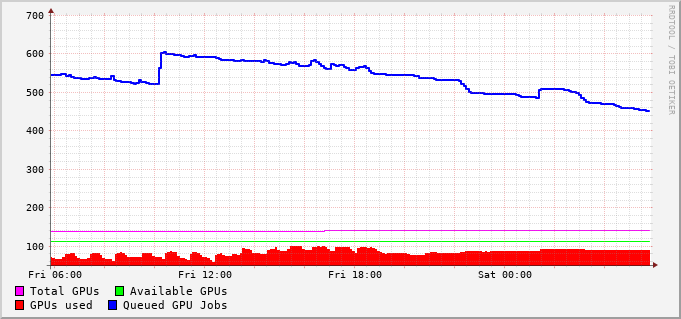 700
600
500
400
300
200
100
Fri 06:00 Fri 12:00 Fri 18:00 Sat 00:00
Total GPUs Available GPUs
GPUs used Queued GPU Jobs
RRDTOOL / TOBI OETIKER